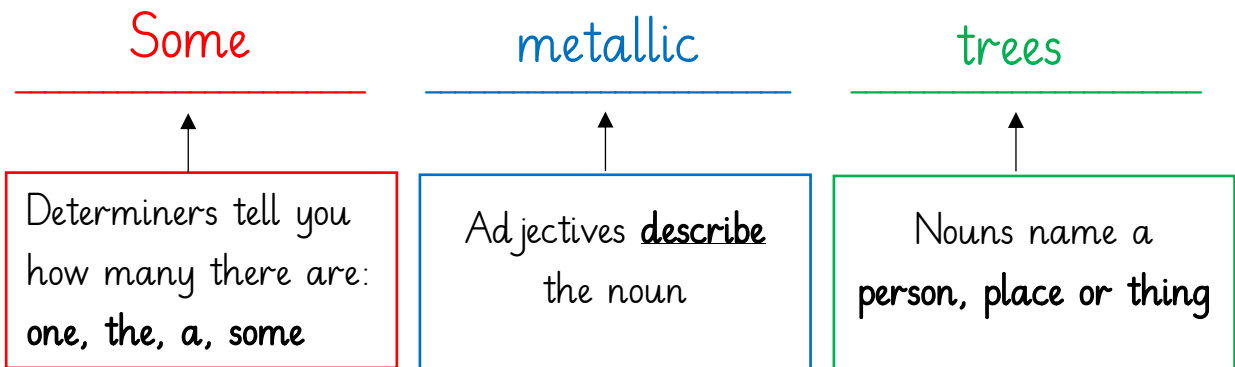 Some metallic trees
Determiners tell you
how many there are:
one, the, a, some
Adjectives describe
the noun
Nouns name a
person, place or thing